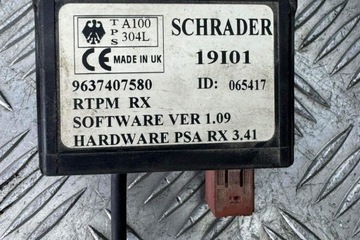 TPS A100 304L
SCHRADER
CE MADE IN UK
19I01
9637407580 ID: 065417
RTPM RX
SOFTWARE VER 1.09
HARDWARE PSA RX 3.41